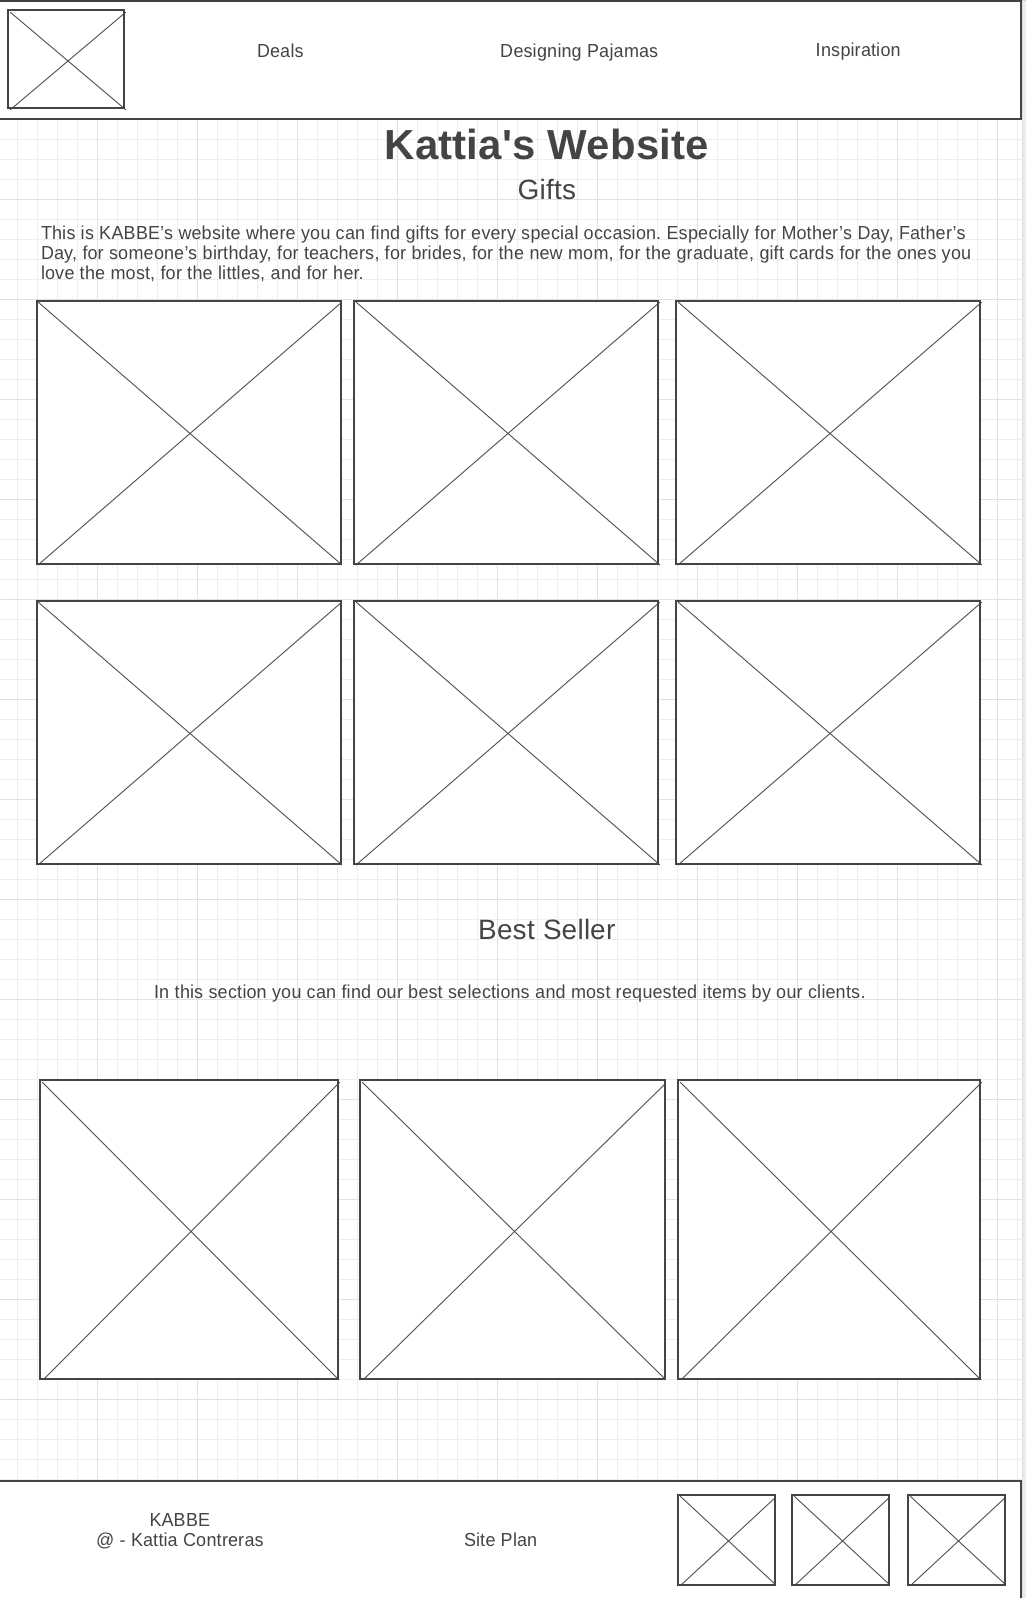 Deals
Designing Pajamas
Inspiration
Kattia's Website
Gifts
This is KABBE’s website where you can find gifts for every special occasion. Especially for Mother’s Day, Father’s
Day, for someone’s birthday, for teachers, for brides, for the new mom, for the graduate, gift cards for the ones you
love the most, for the littles, and for her.
Best Seller
In this section you can find our best selections and most requested items by our clients.
KABBE
@ - Kattia Contreras
Site Plan